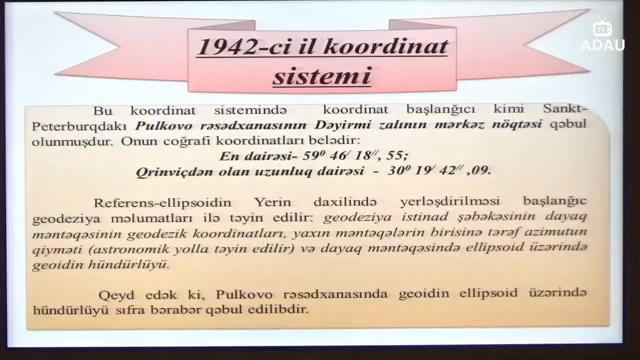 ADAU
1942-ci il koordinat
sistemi
Bu koordinat sistemində koordinat başlanğıcı kimi Sankt-
Peterburqdakı Pulkovo rəsədxanasının Dəyirmi zalının mərkəz nöqtəsi qəbul
olunmuşdur. Onun coğrafi koordinatları belədir:
En dairəsi- 59⁰ 46/ 18//, 55;
Qrinviçdən olan uzunluq dairəsi - 30⁰ 19/ 42//,09.
Referens-ellipsoidin Yerin daxilində yerləşdirilməsi başlanğıc
geodeziya məlumatları ilə təyin edilir: geodeziya istinad şəbəkəsinin dayaq
məntəqəsinin geodezik koordinatları, yaxın məntəqələrin birisinə tərəf azimutun
qiyməti (astronomik yolla təyin edilir) və dayaq məntəqəsində ellipsoid üzərində
geoidin hündürlüyü.
Qeyd edək ki, Pulkovo rəsədxanasında geoidin ellipsoid üzərində
hündürlüyü sıfra bərabər qəbul edilibdir.